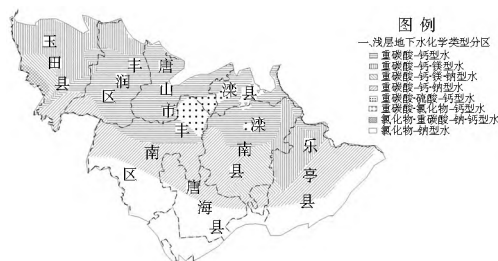 图 例
一、浅层地下水化学类型分区
重碳酸–钙型水
重碳酸–钙–镁型水
重碳酸–钙–镁–钠型水
重碳酸–钙–钠型水
重碳酸–硫酸–钙型水
重碳酸–氯化物–钙型水
氯化物–重碳酸–钠–钙型水
氯化物–钠型水
玉田县
丰润区
唐山市
滦县
丰南区
滦南县
乐亭县
唐海县